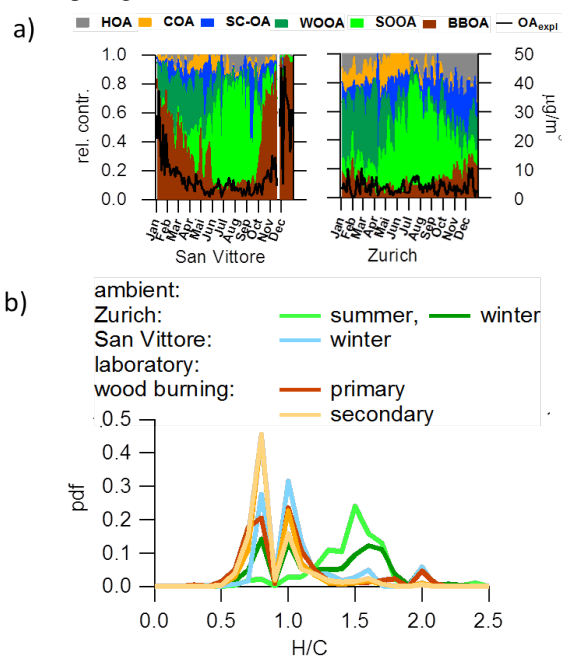 a)
HOA COA SC-OA WOOA SOOA BBOA OAexpl
1.0
0.8
0.6
0.4
0.2
0.0
rel. contr.
Jan Feb Mar Apr Mai Jun Jul Aug Sep Oct Nov Dec
San Vittore
Jan Feb Mar Apr Mai Jun Jul Aug Sep Oct Nov Dec
Zurich
50
40
30
20
10
0
µg/m³
b)
ambient:
Zurich: summer, winter
San Vittore: winter
laboratory:
wood burning: primary
secondary
0.5
0.4
0.3
0.2
0.1
0.0
pdf
0.0 0.5 1.0 1.5 2.0 2.5
H/C